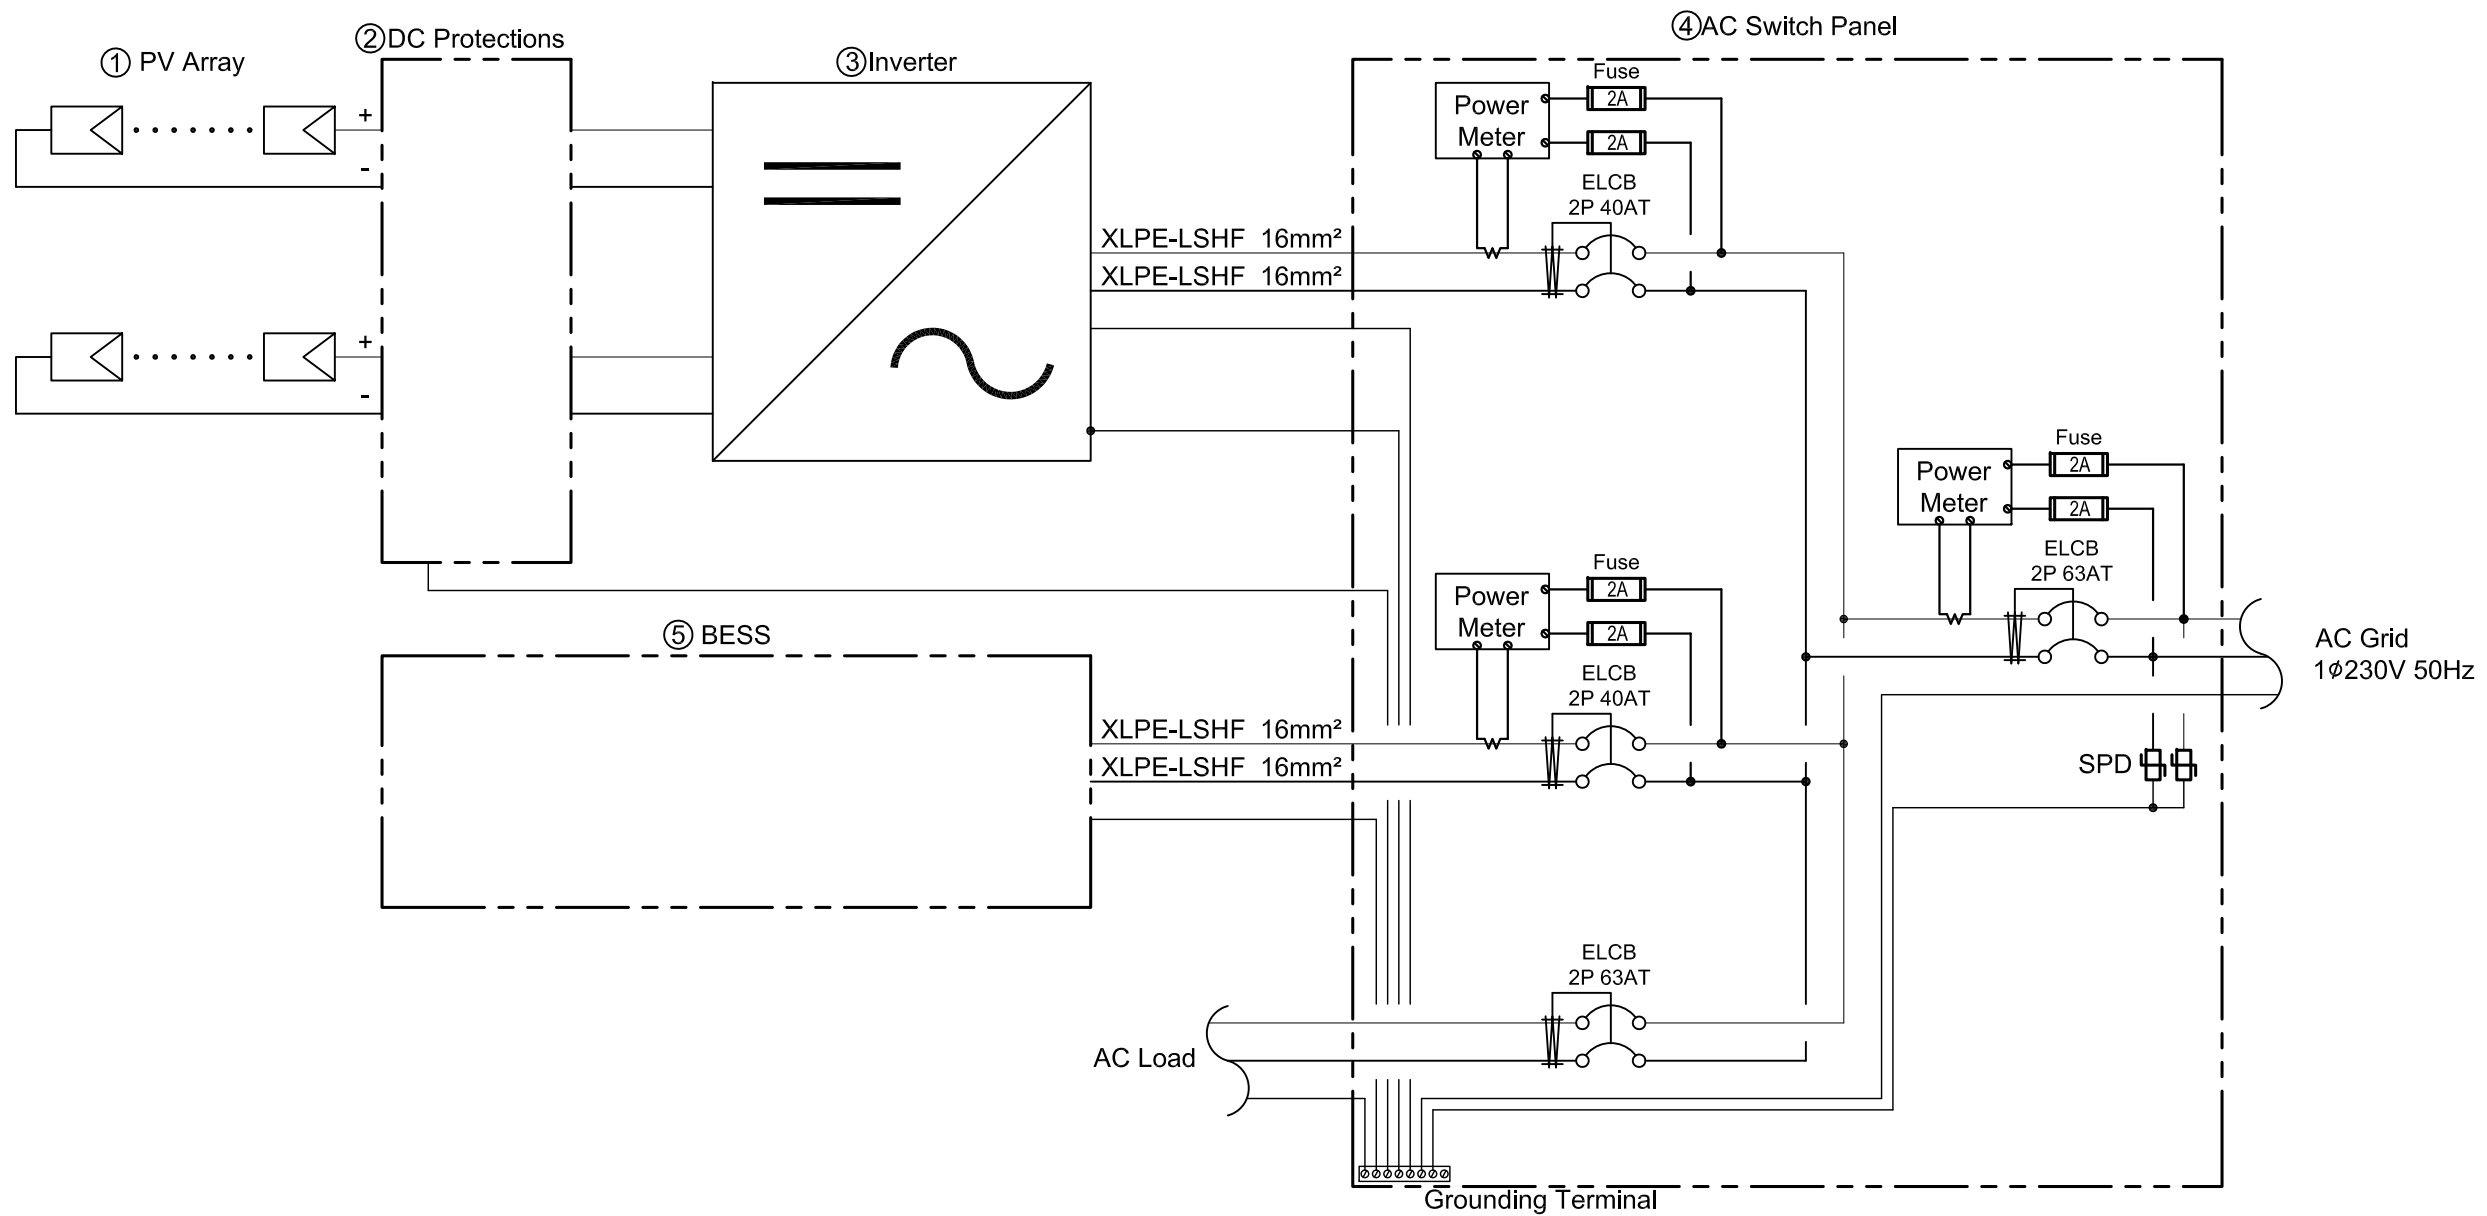 ① PV Array
②DC Protections
③Inverter
④AC Switch Panel
+
-
+
-
Fuse
Power
Meter
2A
2A
ELCB
2P 40AT
XLPE-LSHF 16mm²
XLPE-LSHF 16mm²
Fuse
Power
Meter
2A
2A
ELCB
2P 63AT
AC Grid
1ϕ230V 50Hz
Fuse
Power
Meter
2A
2A
ELCB
2P 40AT
⑤ BESS
XLPE-LSHF 16mm²
XLPE-LSHF 16mm²
SPD
ELCB
2P 63AT
AC Load
Grounding Terminal